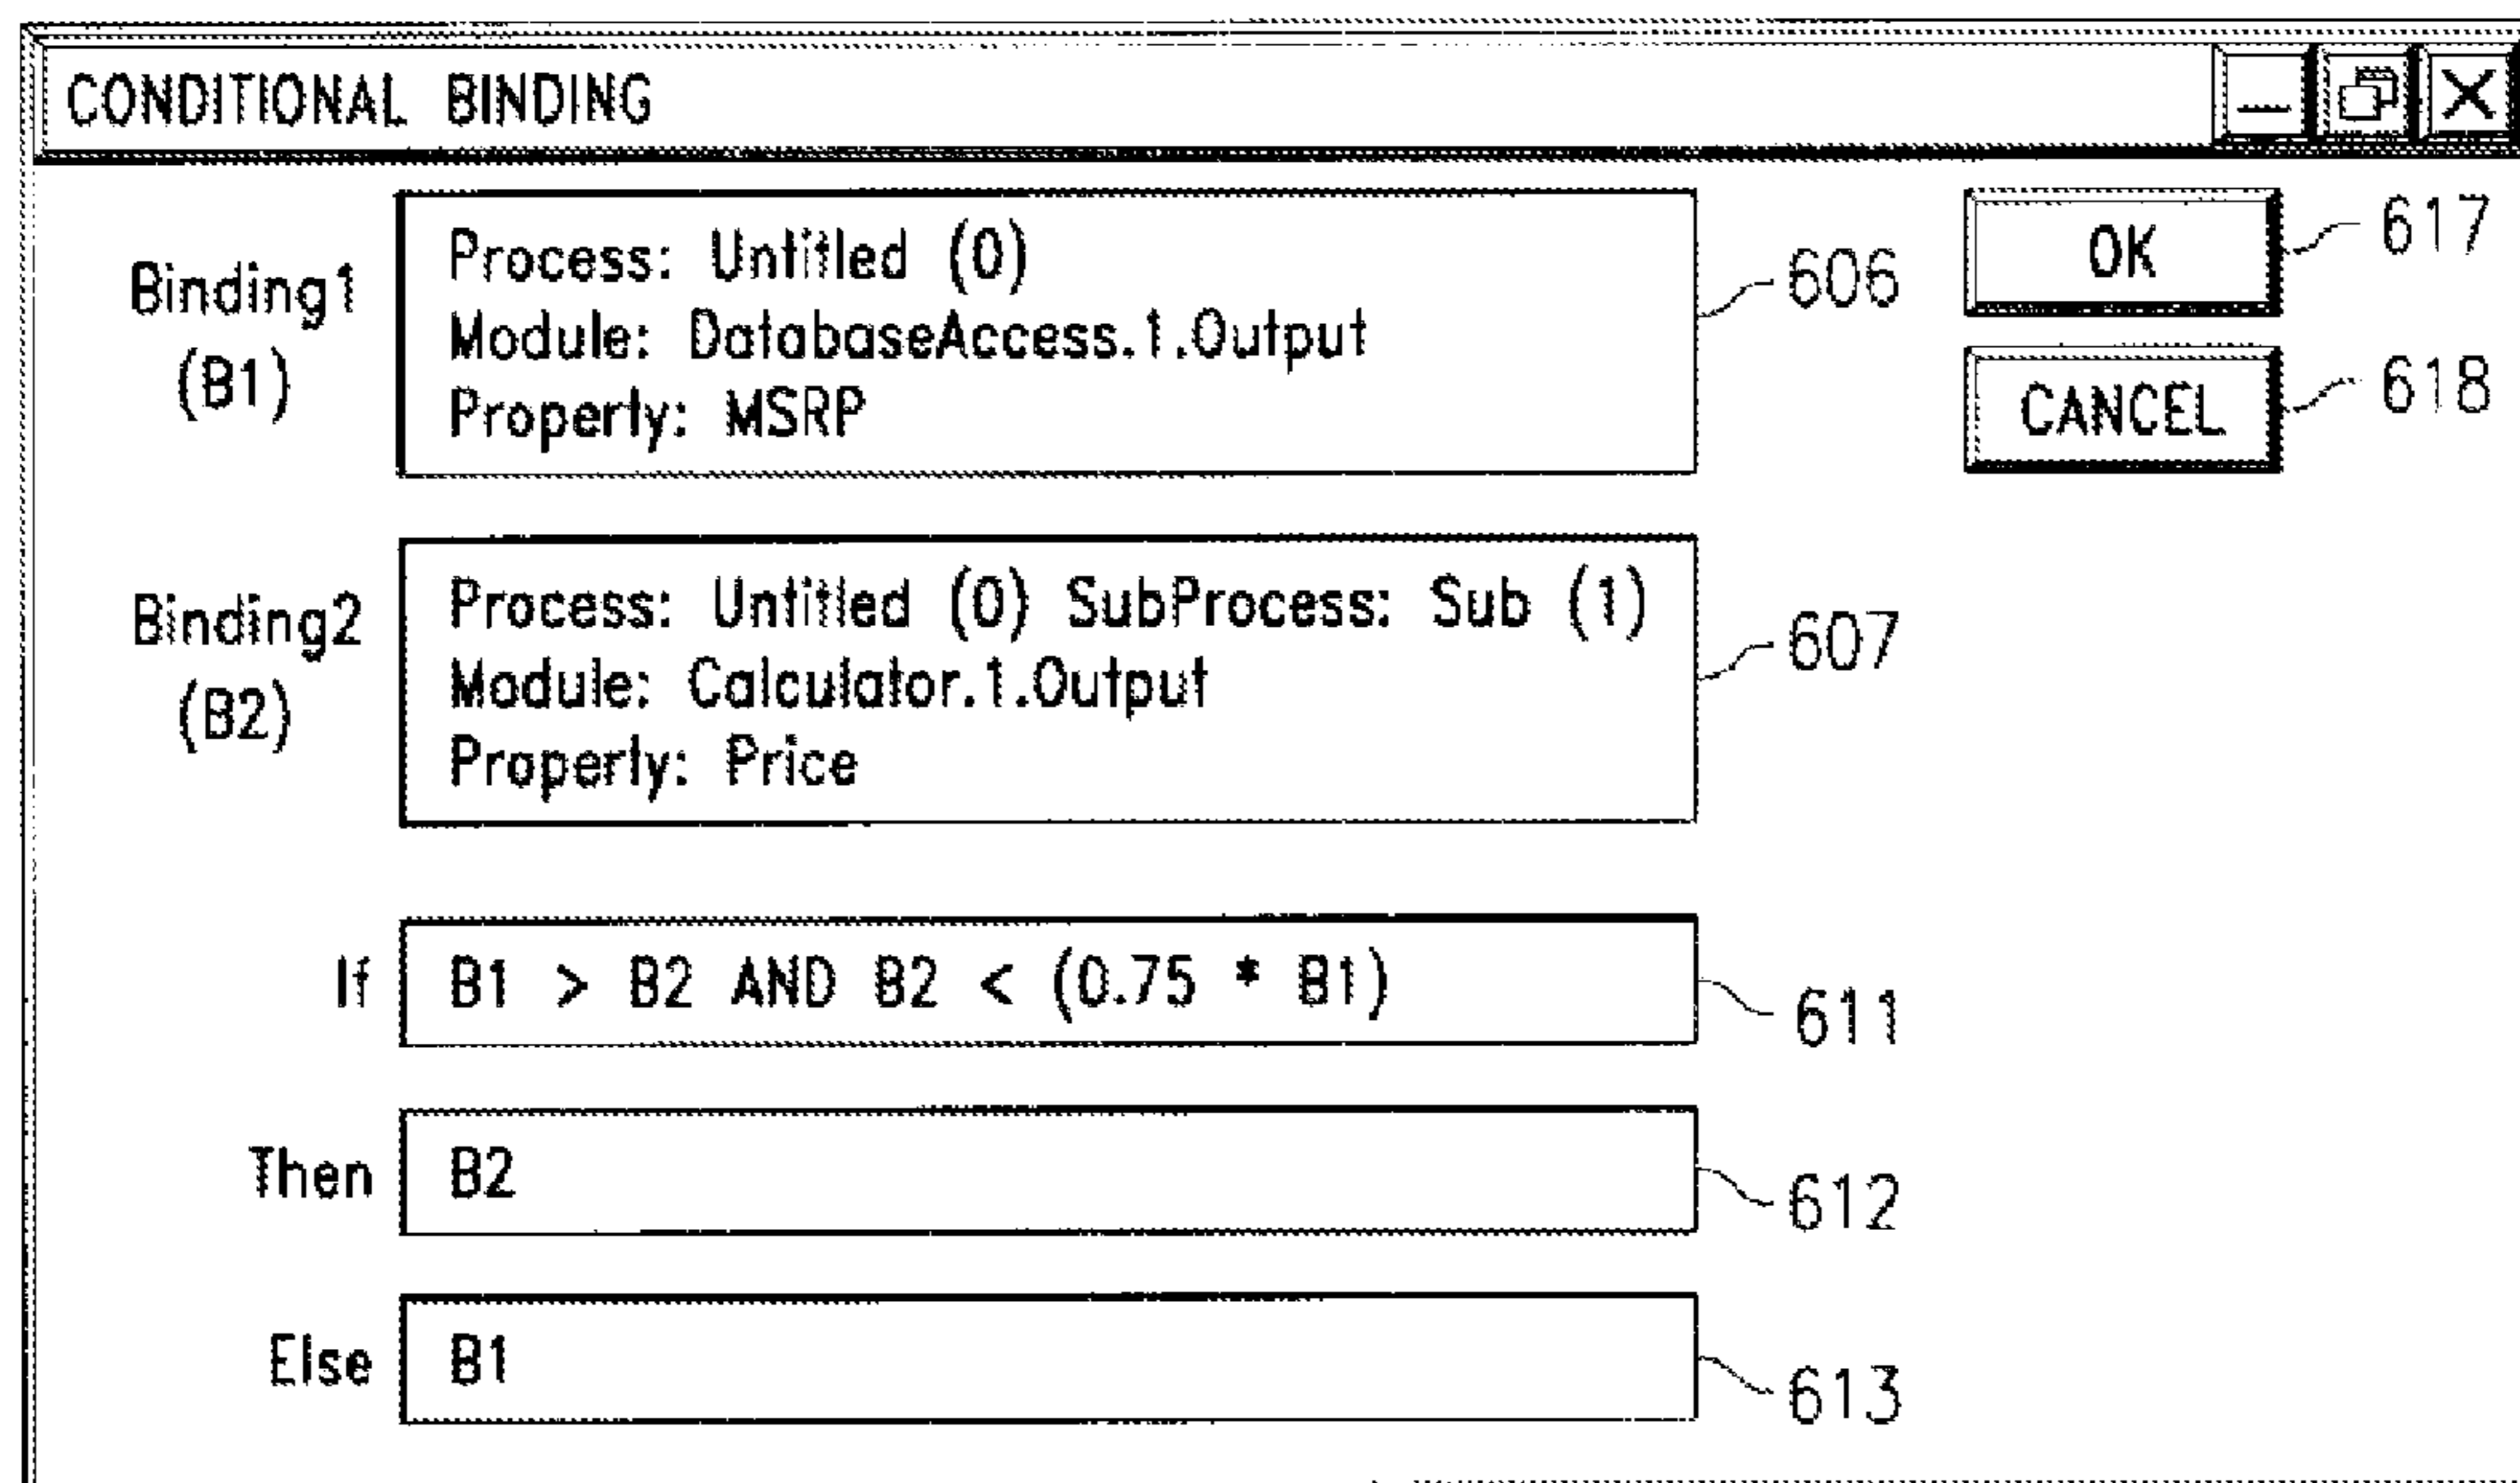 CONDITIONAL BINDING
Binding1
(B1)
Process: Untitled (0)
Module: DatabaseAccess.1.Output
Property: MSRP
606
OK
617
CANCEL
618
Binding2
(B2)
Process: Untitled (0) SubProcess: Sub (1)
Module: Calculator.1.Output
Property: Price
607
If
B1 > B2 AND B2 < (0.75 * B1)
611
Then
B2
612
Else
B1
613